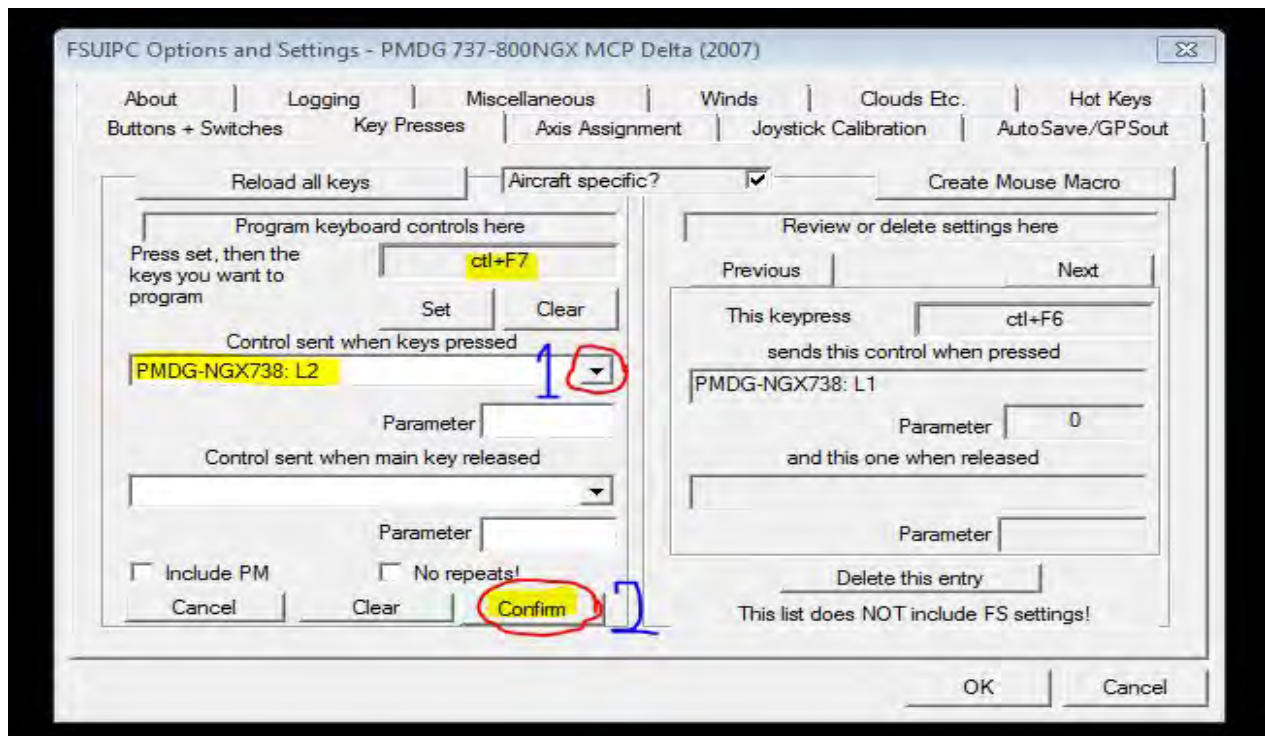 FSUIPC Options and Settings - PMDG 737-800NGX MCP Delta (2007)
About Logging Miscellaneous Winds Clouds Etc. Hot Keys
Buttons + Switches Key Presses Axis Assignment Joystick Calibration AutoSave/GPSout
Reload all keys Aircraft specific? Create Mouse Macro
Program keyboard controls here
Press set, then the
keys you want to
program
ctl+F7
Set Clear
Control sent when keys pressed
PMDG-NGX738: L2
1
Parameter
Control sent when main key released
Parameter
Include PM No repeats!
Cancel Clear Confirm
2
Review or delete settings here
Previous Next
This keypress ctl+F6
sends this control when pressed
PMDG-NGX738: L1
Parameter 0
and this one when released
Parameter
Delete this entry
This list does NOT include FS settings!
OK Cancel